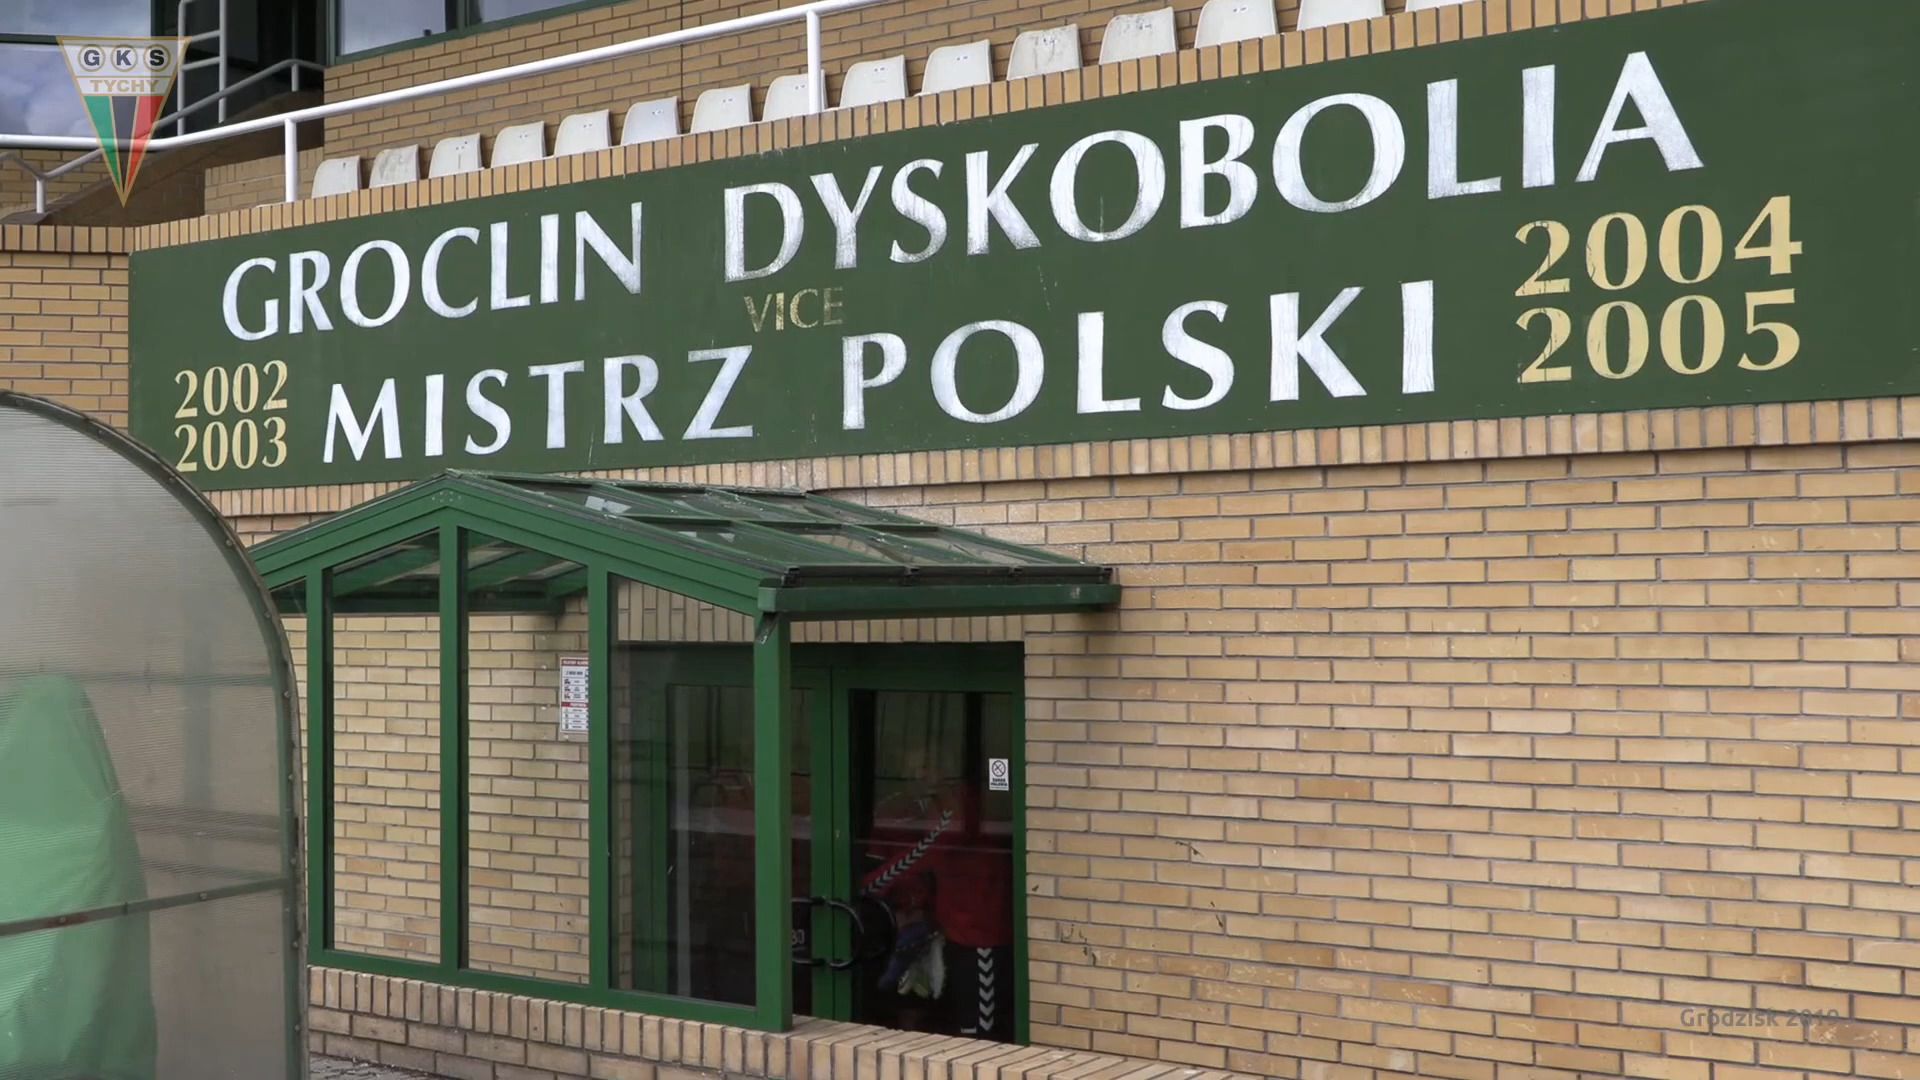 GKS
TYCHY
GROCLIN DYSKOBOLIA
VICE
2002
2003
MISTRZ POLSKI
2004
2005
Grodzisk 2019